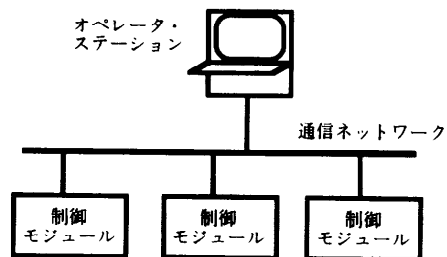 オペレータ・
ステーション
通信ネットワーク
制御
モジュール
制御
モジュール
制御
モジュール